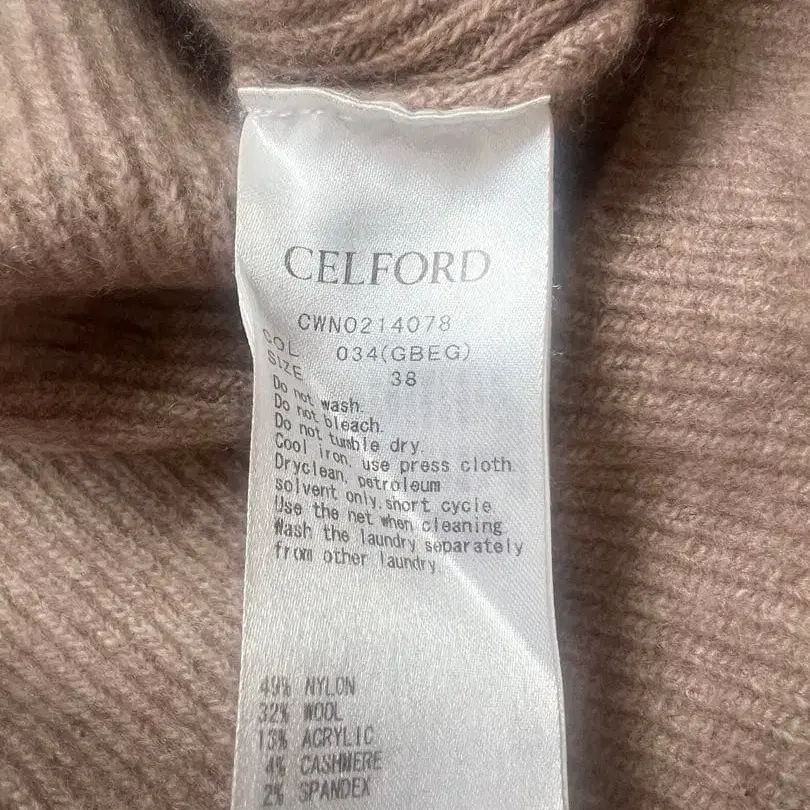 CELFORD
CWNO214078
COL 034(GBEG)
SIZE 38
Do not wash.
Do not bleach.
Do not tumble dry.
Cool iron, use press cloth.
Dryclean, petroleum
solvent only.short cycle
Use the net when cleaning
Wash the laundry separately
from other laundry.
49% NYLON
32% WOOL
13% ACRYLIC
4% CASHMERE
2% SPANDEX